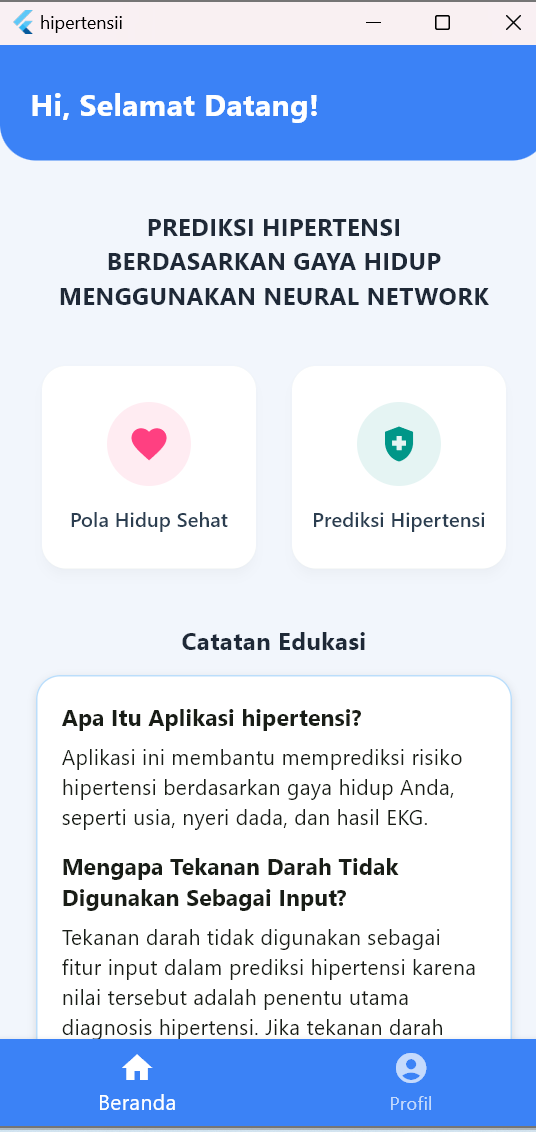 hipertensii
Hi, Selamat Datang!
PREDIKSI HIPERTENSI
BERDASARKAN GAYA HIDUP
MENGGUNAKAN NEURAL NETWORK
Pola Hidup Sehat
Prediksi Hipertensi
Catatan Edukasi
Apa Itu Aplikasi hipertensi?
Aplikasi ini membantu memprediksi risiko
hipertensi berdasarkan gaya hidup Anda,
seperti usia, nyeri dada, dan hasil EKG.
Mengapa Tekanan Darah Tidak
Digunakan Sebagai Input?
Tekanan darah tidak digunakan sebagai
fitur input dalam prediksi hipertensi karena
nilai tersebut adalah penentu utama
diagnosis hipertensi. Jika tekanan darah
Beranda
Profil